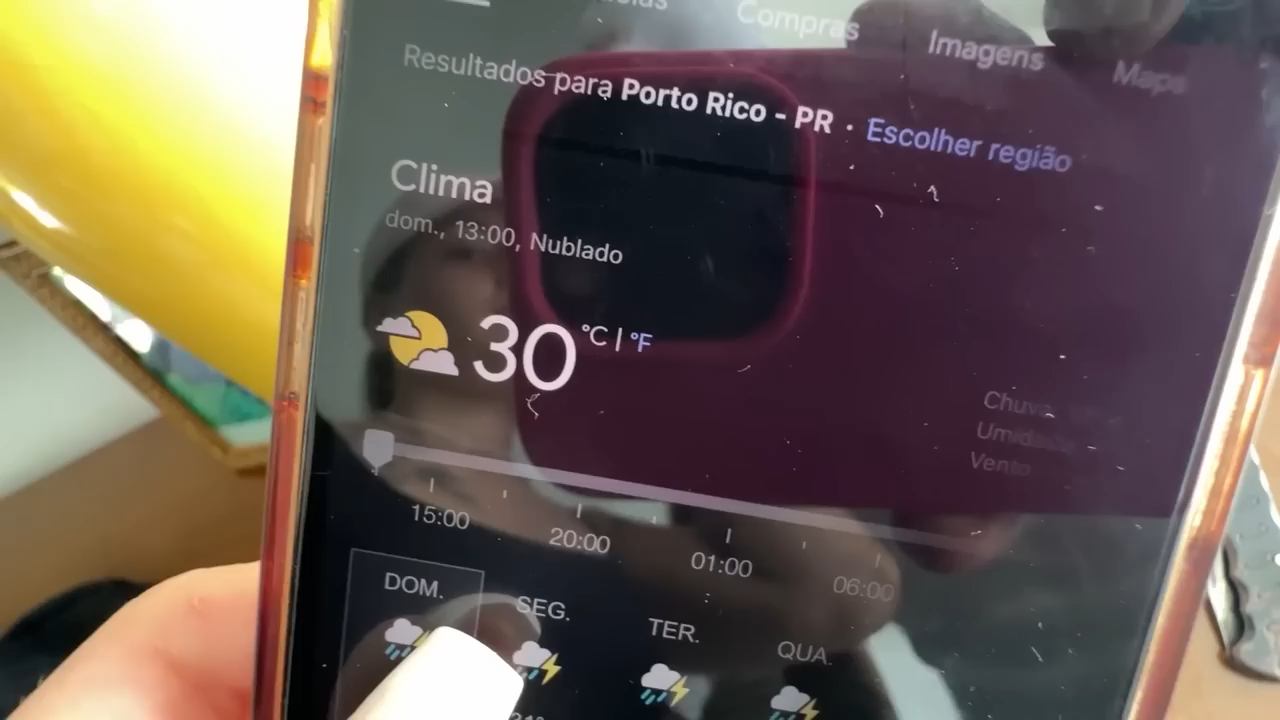 Compras
Imagens
Maps
Resultados para Porto Rico - PR · Escolher região
Clima
dom., 13:00, Nublado
30 °C | °F
Chuva
Umidade
Vento
15:00
20:00
01:00
06:00
DOM.
SEG.
TER.
QUA.